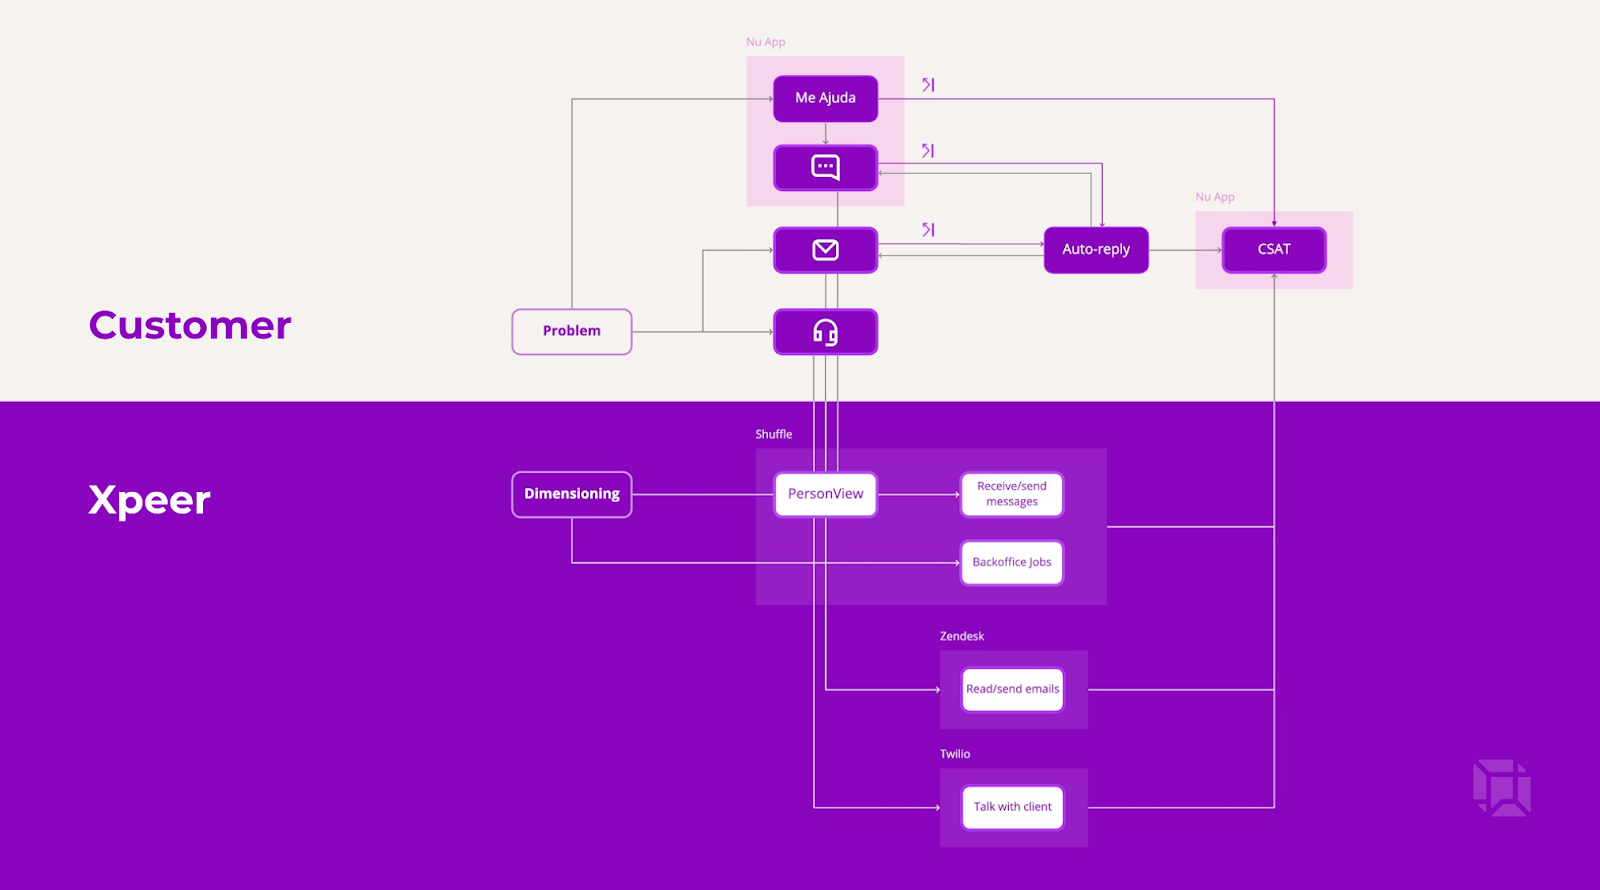 Nu App
Me Ajuda
Nu App
Auto-reply
CSAT
Customer
Problem
Shuffle
Xpeer
Dimensioning
PersonView
Receive/send
messages
Backoffice Jobs
Zendesk
Read/send emails
Twilio
Talk with client